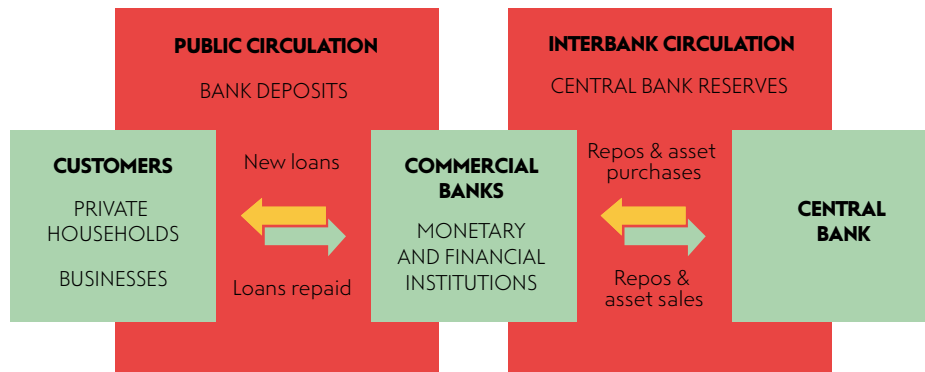 PUBLIC CIRCULATION
BANK DEPOSITS
INTERBANK CIRCULATION
CENTRAL BANK RESERVES
CUSTOMERS
PRIVATE
HOUSEHOLDS
BUSINESSES
New loans
Loans repaid
COMMERCIAL
BANKS
MONETARY
AND FINANCIAL
INSTITUTIONS
Repos & asset
purchases
Repos &
asset sales
CENTRAL
BANK